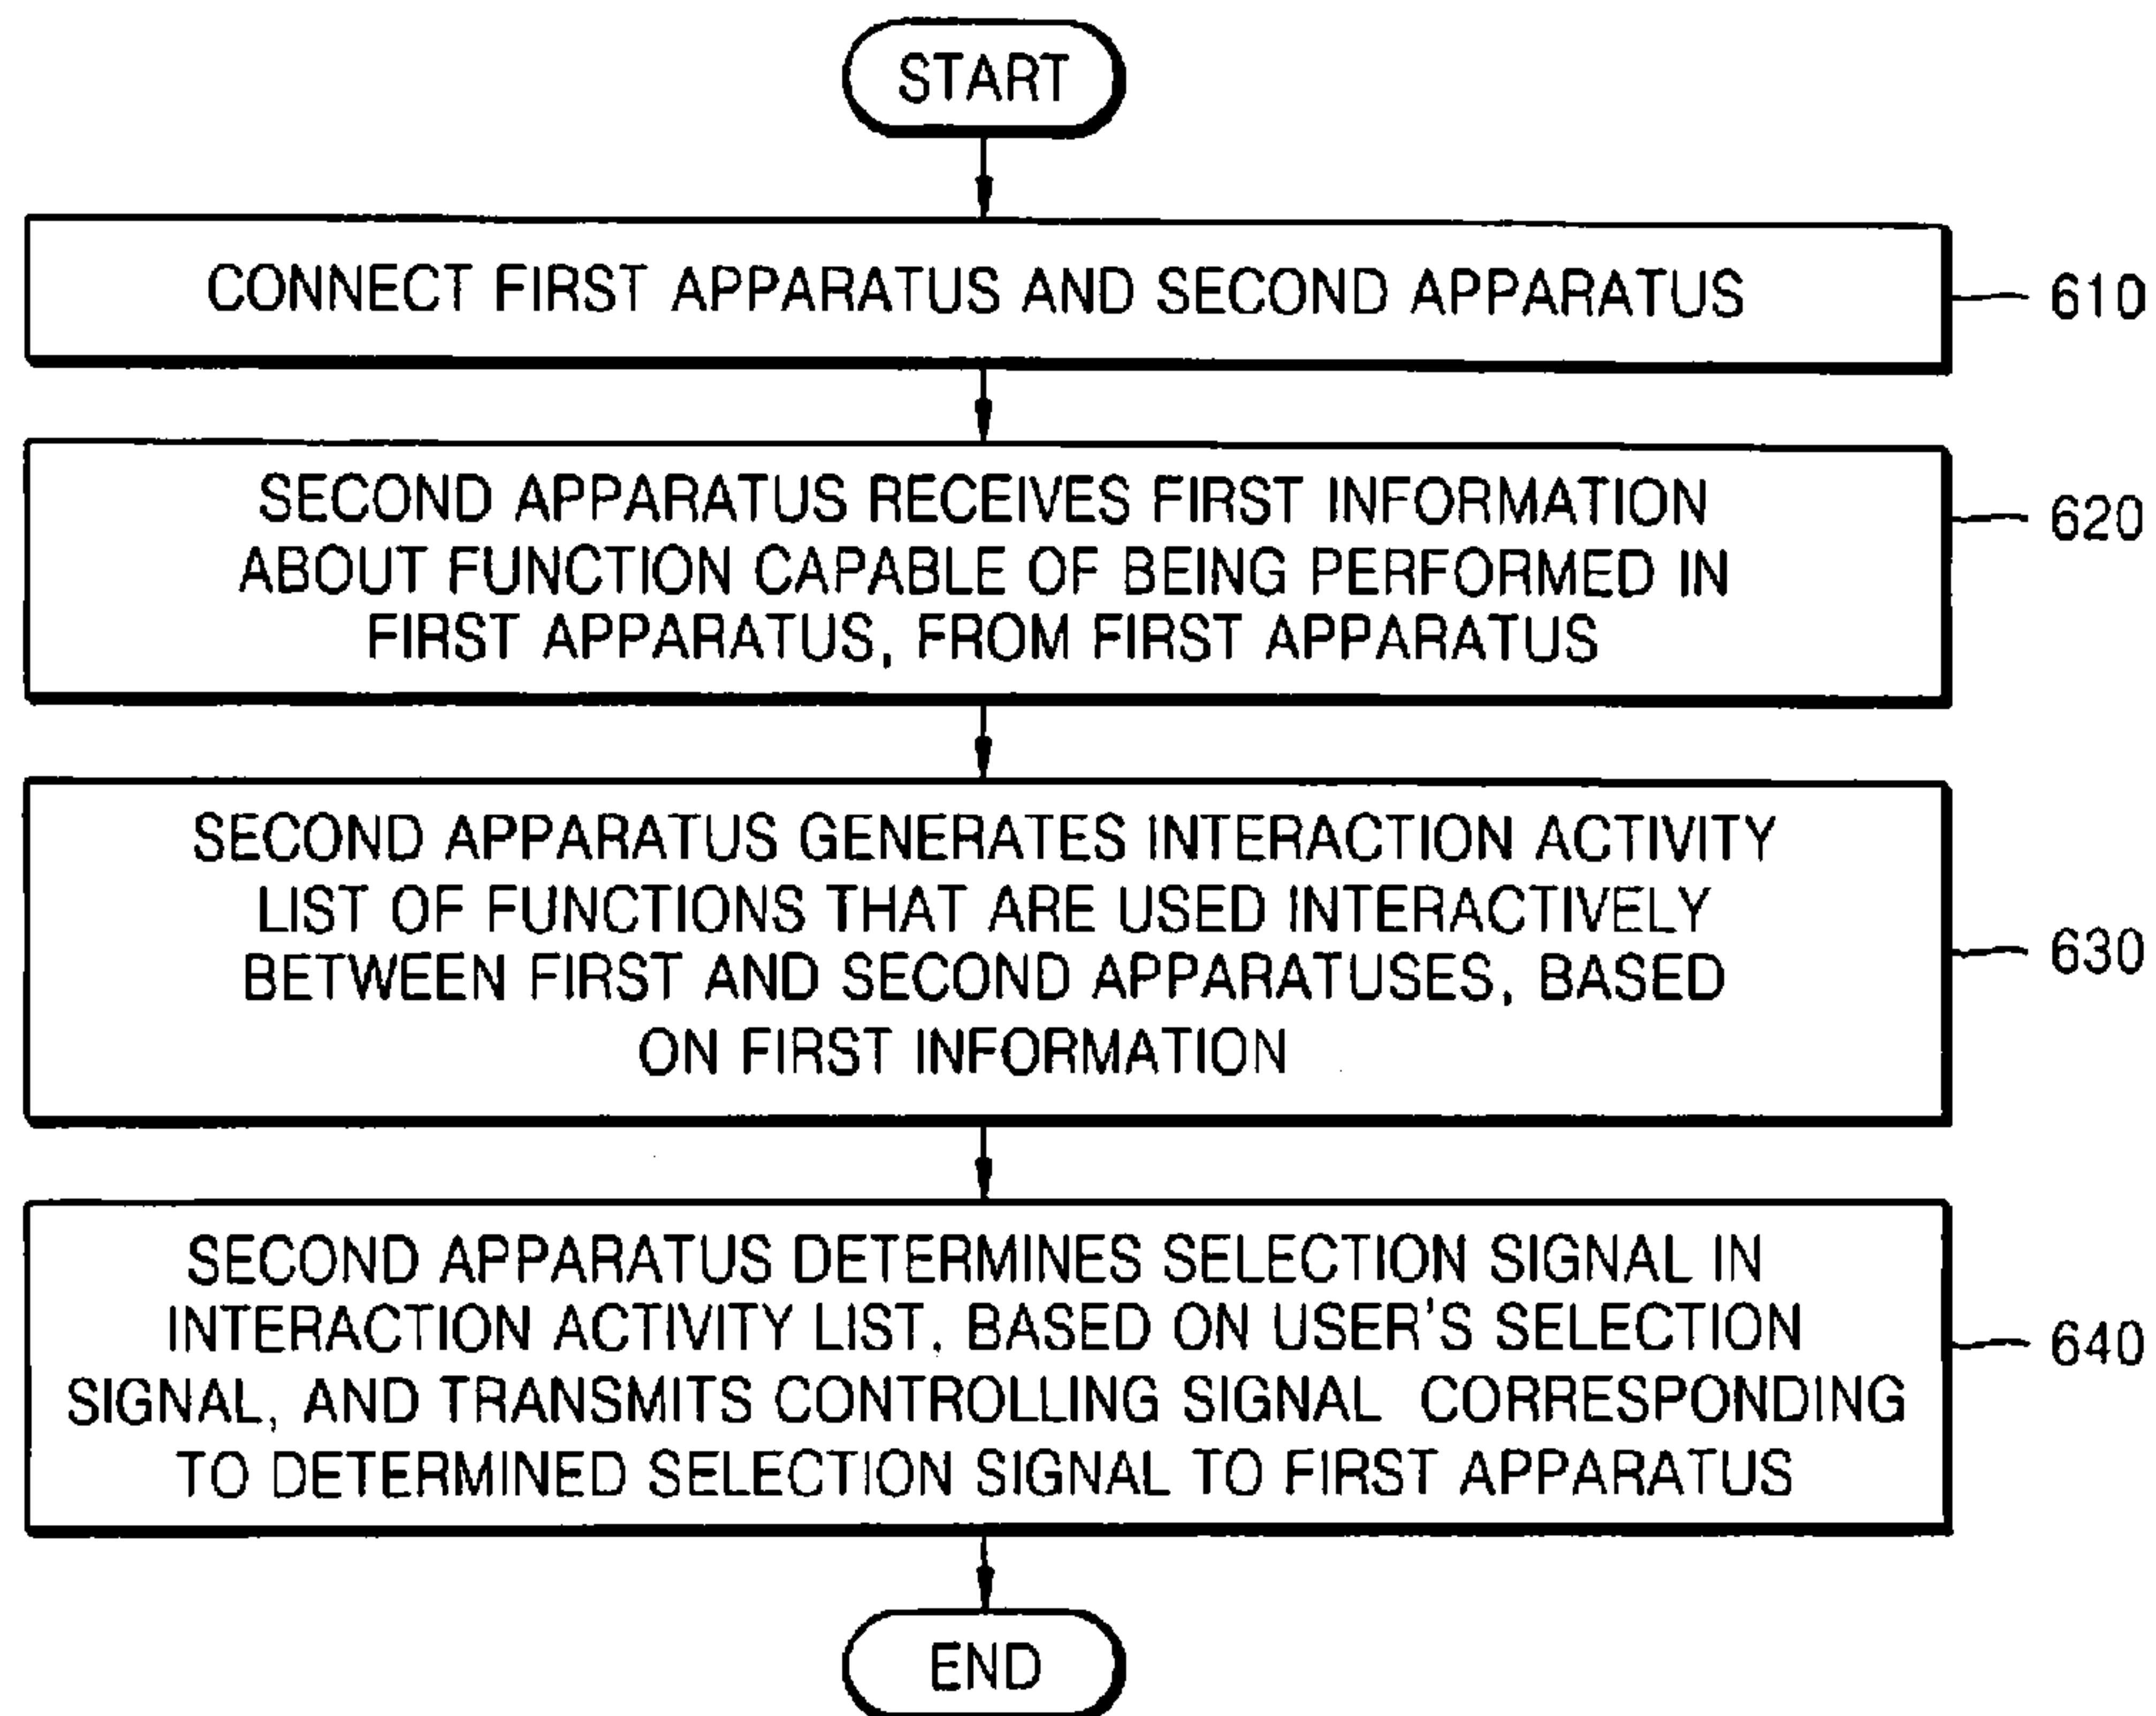 START
CONNECT FIRST APPARATUS AND SECOND APPARATUS
610
SECOND APPARATUS RECEIVES FIRST INFORMATION
ABOUT FUNCTION CAPABLE OF BEING PERFORMED IN
FIRST APPARATUS, FROM FIRST APPARATUS
620
SECOND APPARATUS GENERATES INTERACTION ACTIVITY
LIST OF FUNCTIONS THAT ARE USED INTERACTIVELY
BETWEEN FIRST AND SECOND APPARATUSES, BASED
ON FIRST INFORMATION
630
SECOND APPARATUS DETERMINES SELECTION SIGNAL IN
INTERACTION ACTIVITY LIST, BASED ON USER'S SELECTION
SIGNAL, AND TRANSMITS CONTROLLING SIGNAL CORRESPONDING
TO DETERMINED SELECTION SIGNAL TO FIRST APPARATUS
640
END